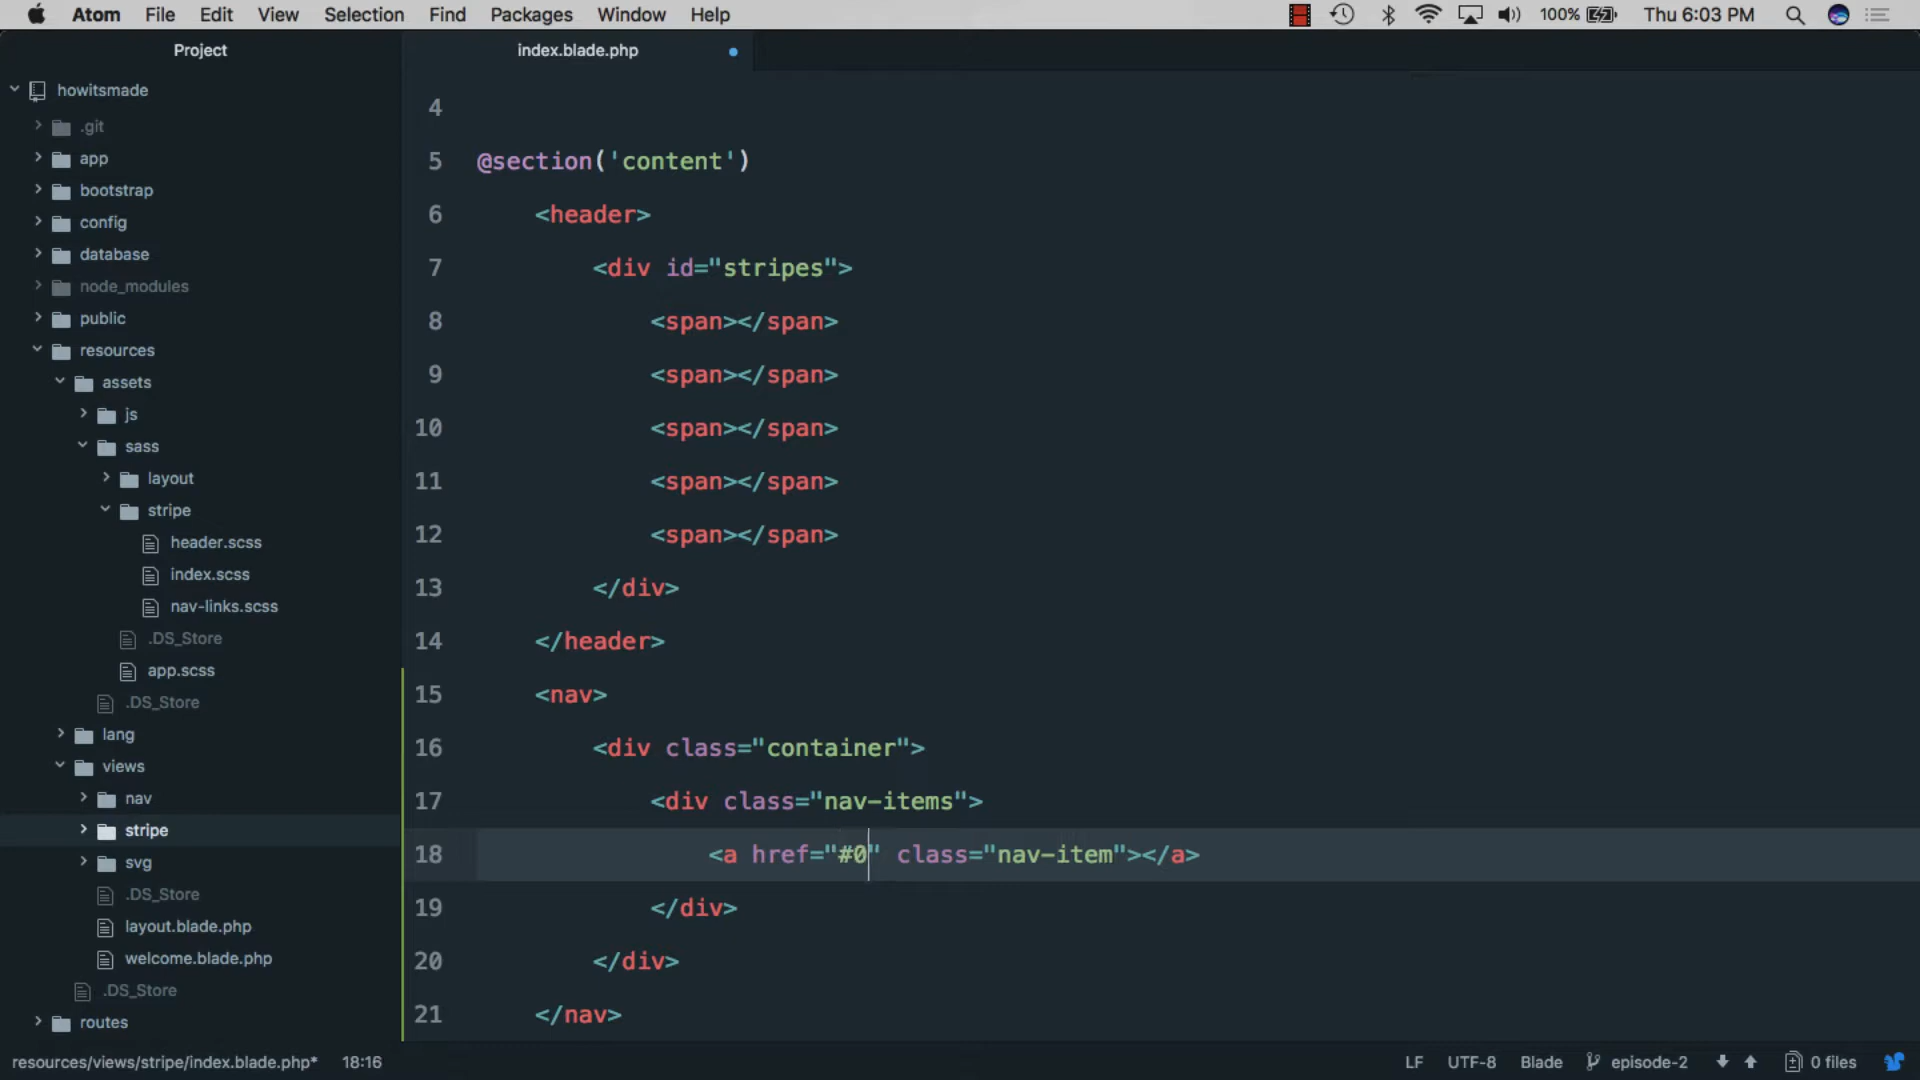 Atom File Edit View Selection Find Packages Window Help 100% Thu 6:03 PM
Project
index.blade.php
howitsmade
.git
app
bootstrap
config
database
node_modules
public
resources
assets
js
sass
layout
stripe
header.scss
index.scss
nav-links.scss
.DS_Store
app.scss
.DS_Store
lang
views
nav
stripe
svg
.DS_Store
layout.blade.php
welcome.blade.php
.DS_Store
routes
4
5 @section('content')
6 <header>
7 <div id="stripes">
8 <span></span>
9 <span></span>
10 <span></span>
11 <span></span>
12 <span></span>
13 </div>
14 </header>
15 <nav>
16 <div class="container">
17 <div class="nav-items">
18 <a href="#0" class="nav-item"></a>
19 </div>
20 </div>
21 </nav>
resources/views/stripe/index.blade.php* 18:16 LF UTF-8 Blade episode-2 0 files